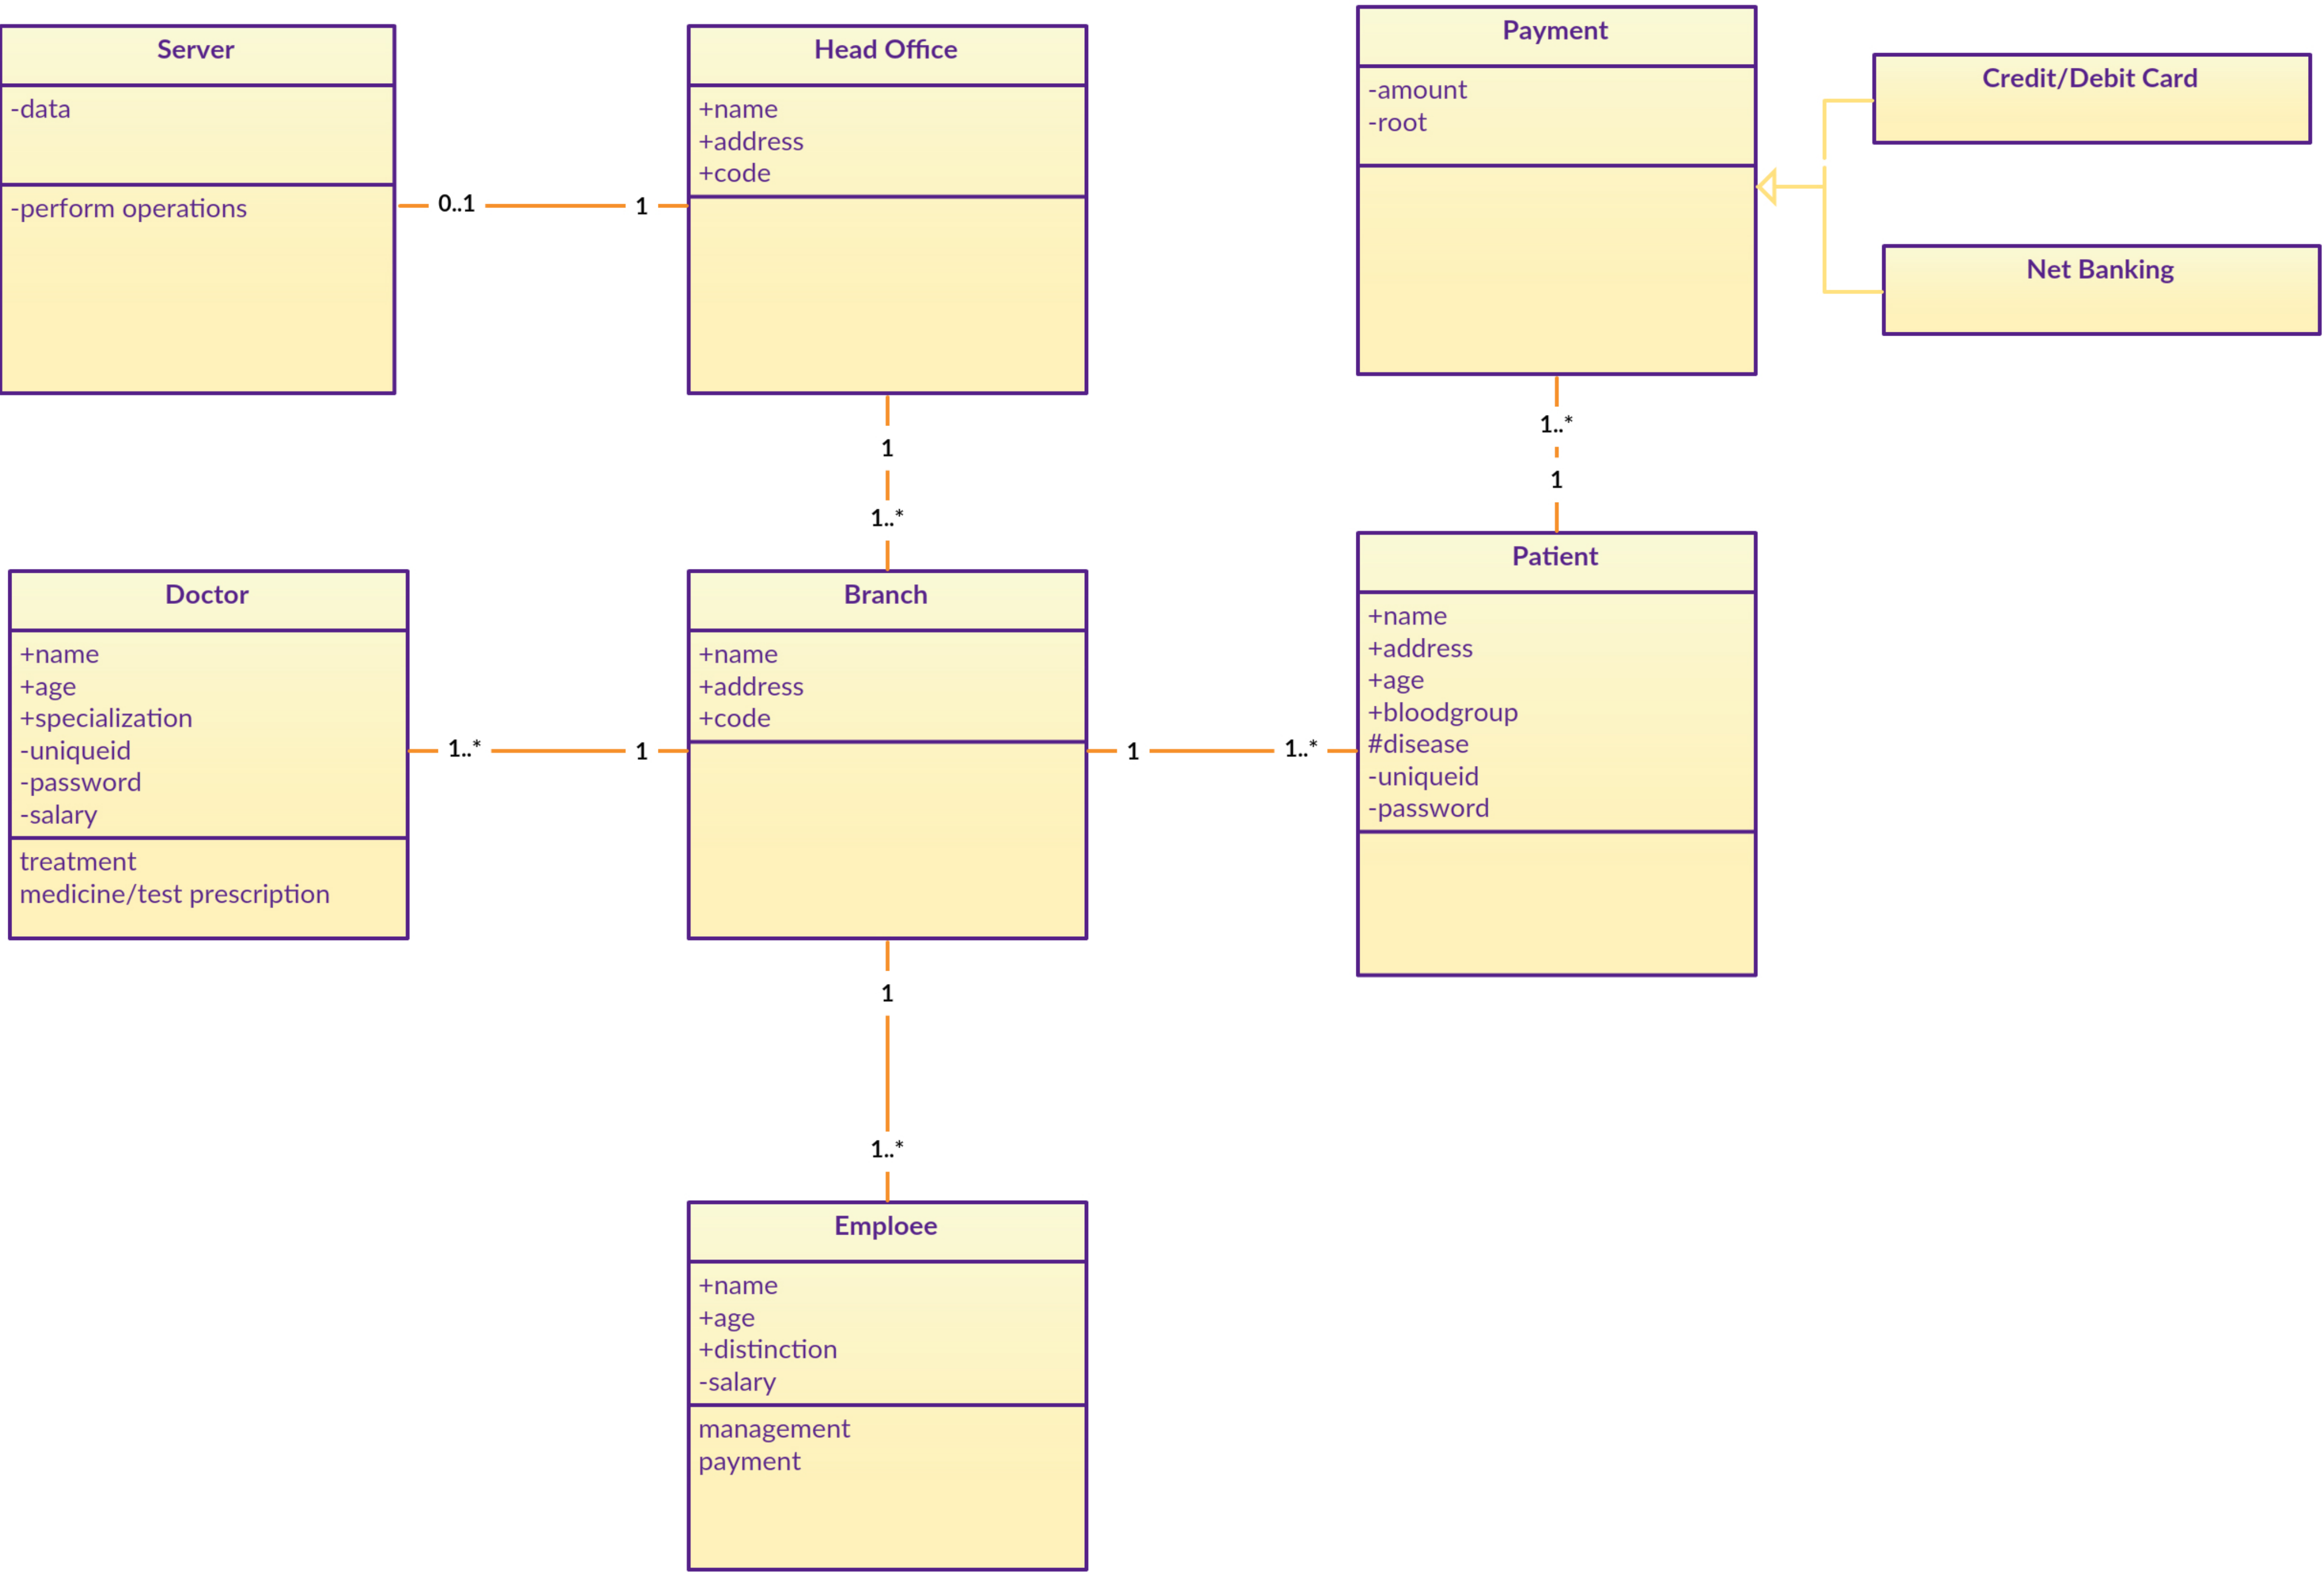 Server
-data
-perform operations
0..1
1
Head Office
+name
+address
+code
Payment
-amount
-root
Credit/Debit Card
Net Banking
1
1..*
1..*
1
Doctor
+name
+age
+specialization
-uniqueid
-password
-salary
treatment
medicine/test prescription
1..*
1
Branch
+name
+address
+code
1
1..*
Patient
+name
+address
+age
+bloodgroup
#disease
-uniqueid
-password
1
1..*
Emploee
+name
+age
+distinction
-salary
management
payment